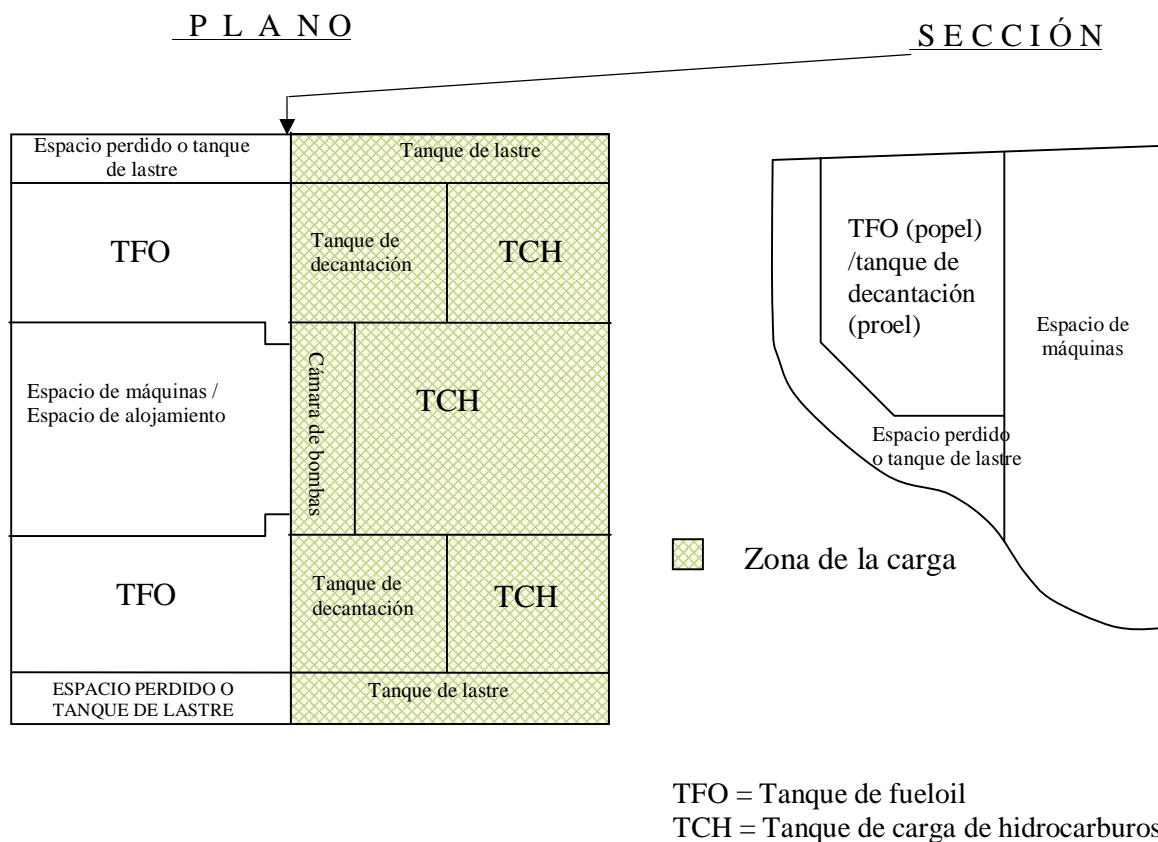 P L A N O
S E C C I Ó N
Espacio perdido o tanque
de lastre
Tanque de lastre
TFO
Tanque de
decantación
TCH
TFO (popel)
/tanque de
decantación
(proel)
Espacio de
máquinas
Espacio de máquinas /
Espacio de alojamiento
Cámara de bombas
TCH
Espacio perdido
o tanque de lastre
Zona de la carga
TFO
Tanque de
decantación
TCH
ESPACIO PERDIDO O
TANQUE DE LASTRE
Tanque de lastre
TFO = Tanque de fueloil
TCH = Tanque de carga de hidrocarburos